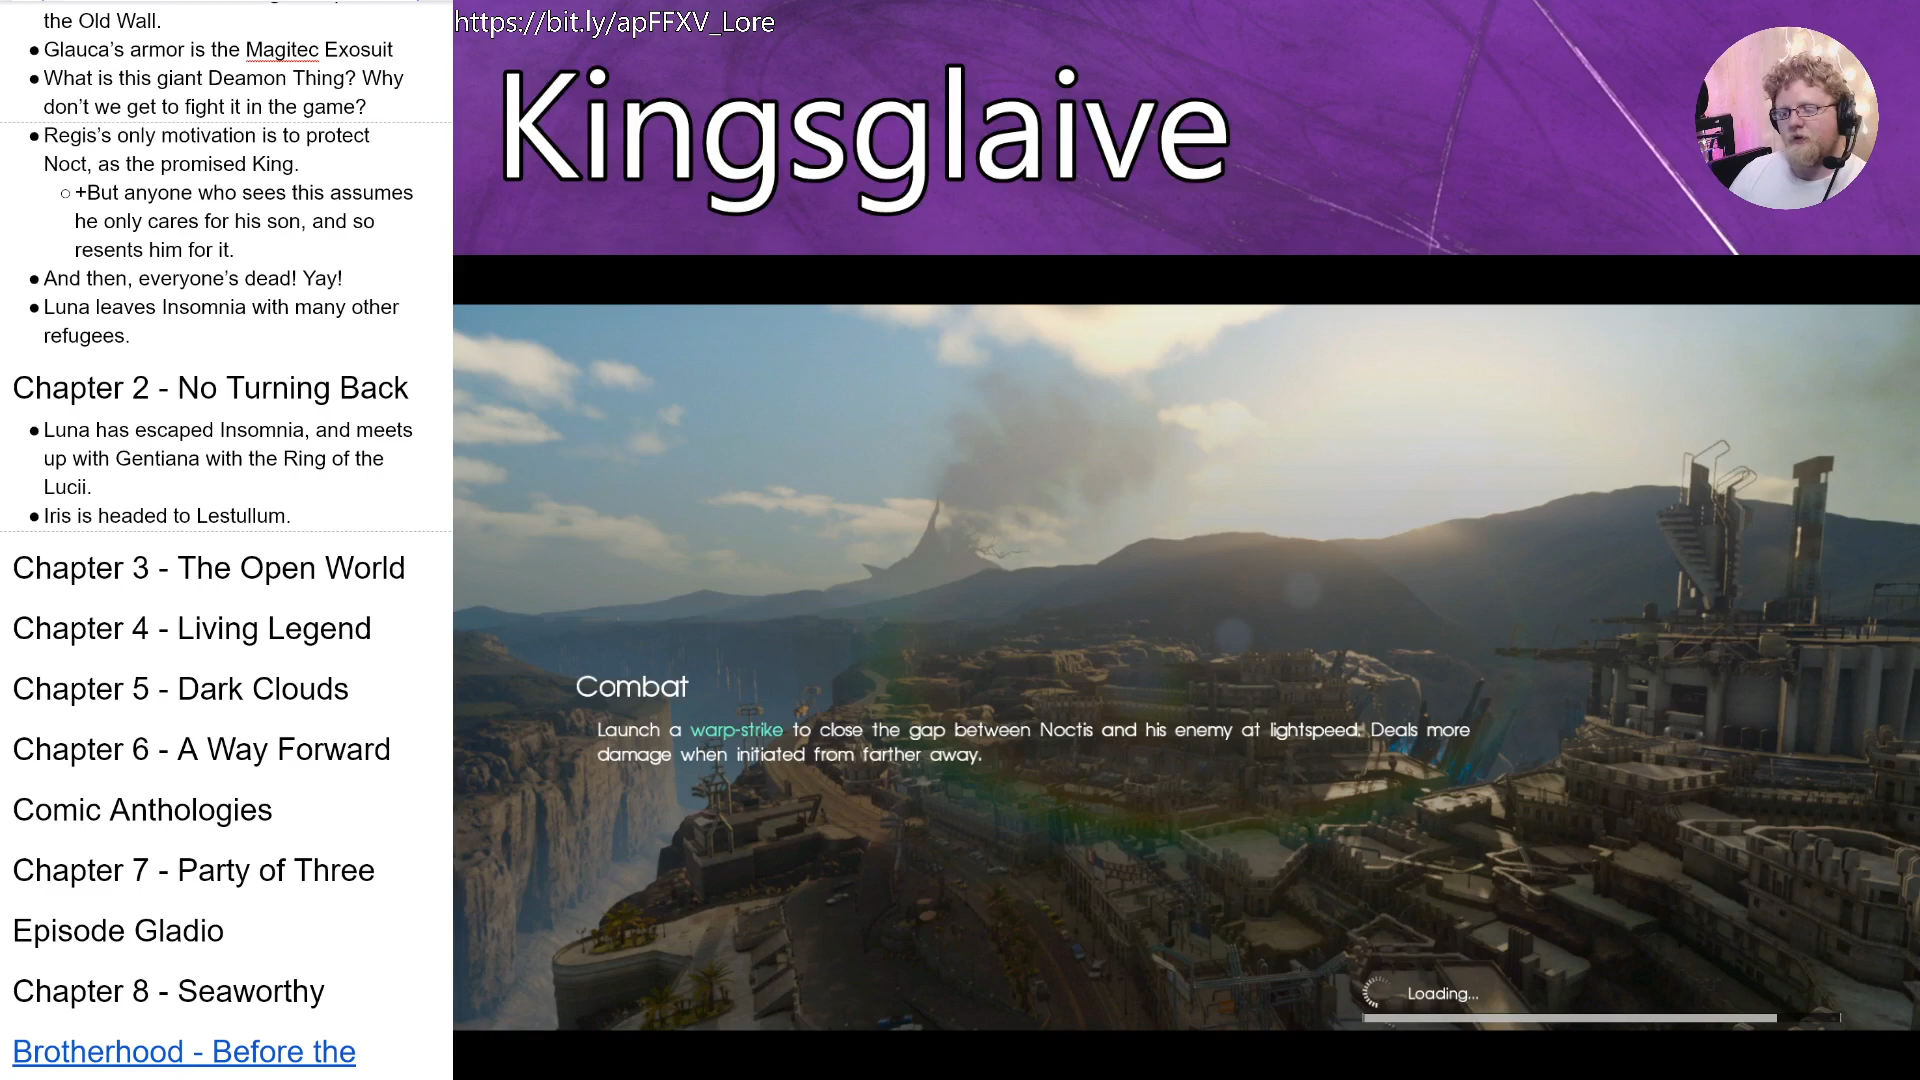 the Old Wall.
● Glauca’s armor is the Magitec Exosuit
● What is this giant Deamon Thing? Why
don’t we get to fight it in the game?
● Regis’s only motivation is to protect
Noct, as the promised King.
○ +But anyone who sees this assumes
he only cares for his son, and so
resents him for it.
● And then, everyone’s dead! Yay!
● Luna leaves Insomnia with many other
refugees.
Chapter 2 - No Turning Back
● Luna has escaped Insomnia, and meets
up with Gentiana with the Ring of the
Lucii.
● Iris is headed to Lestullum.
Chapter 3 - The Open World
Chapter 4 - Living Legend
Chapter 5 - Dark Clouds
Chapter 6 - A Way Forward
Comic Anthologies
Chapter 7 - Party of Three
Episode Gladio
Chapter 8 - Seaworthy
Brotherhood - Before the
https://bit.ly/apFFXV_Lore
Kingsglaive
Combat
Launch a warp-strike to close the gap between Noctis and his enemy at lightspeed. Deals more
damage when initiated from farther away.
Loading...